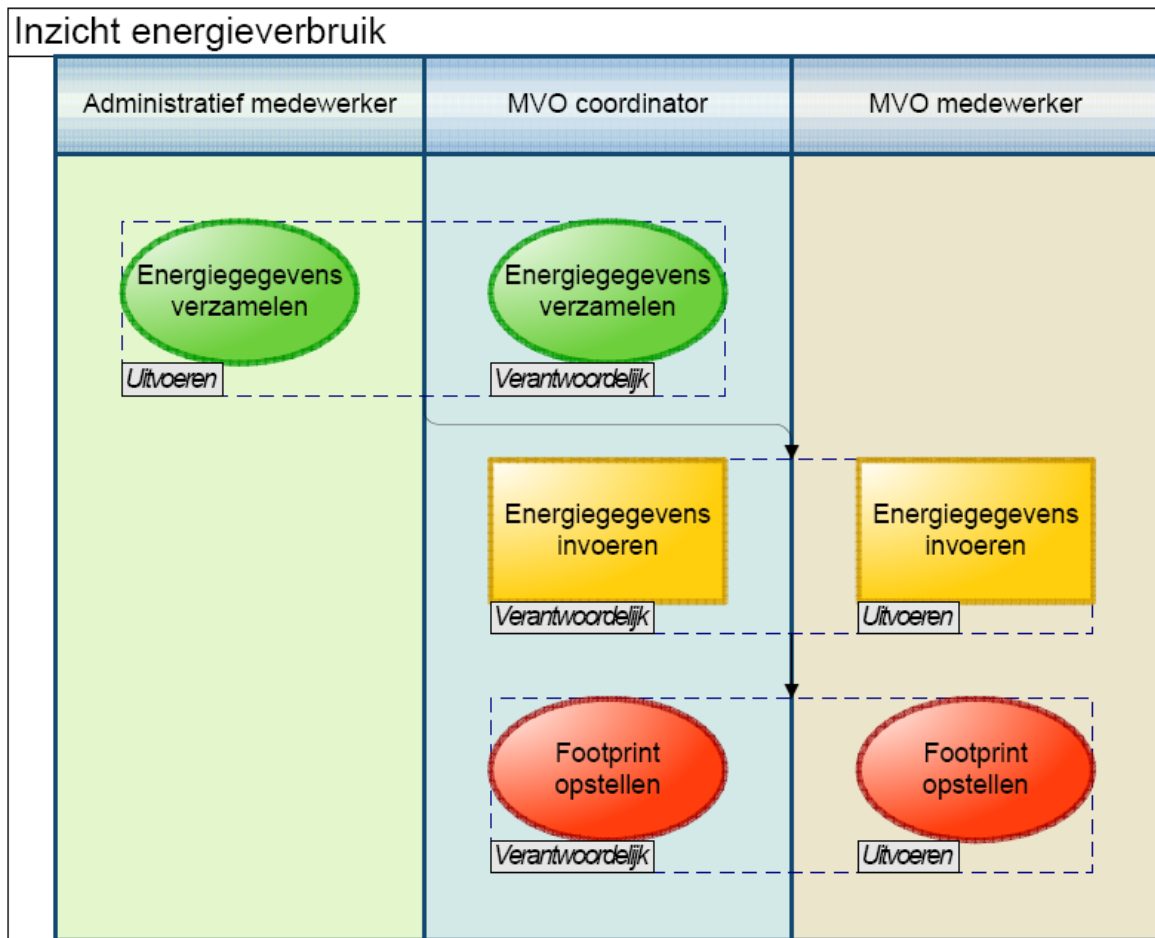 Inzicht energieverbruik
Administratief medewerker
MVO coordinator
MVO medewerker
Energiegegevens
verzamelen
Uitvoeren
Energiegegevens
verzamelen
Verantwoordelijk
Energiegegevens
invoeren
Verantwoordelijk
Energiegegevens
invoeren
Uitvoeren
Footprint
opstellen
Verantwoordelijk
Footprint
opstellen
Uitvoeren